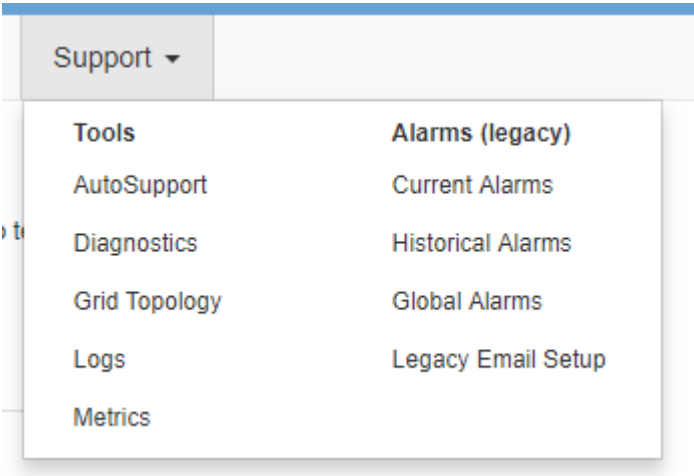 Support
Tools
AutoSupport
Diagnostics
Grid Topology
Logs
Metrics
Alarms (legacy)
Current Alarms
Historical Alarms
Global Alarms
Legacy Email Setup